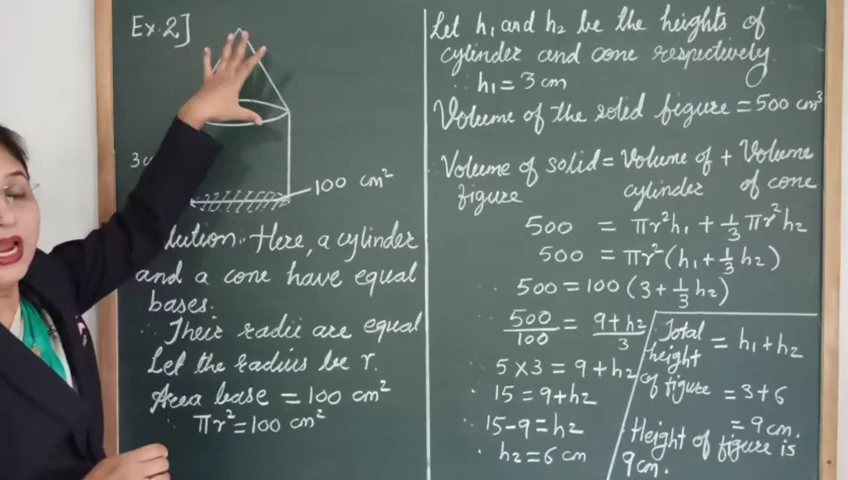 Ex.2]
3c
100 cm²
lution: Here, a cylinder
and a cone have equal
bases.
∴ Their radii are equal
Let the radius be r.
Area base = 100 cm²
∴ πr² = 100 cm²
Let h₁ and h₂ be the heights of
cylinder and cone respectively
∴ h₁ = 3 cm
Volume of the solid figure = 500 cm³
Volume of solid = Volume of + Volume
figure cylinder of cone
500 = πr²h₁ + 1/3 πr²h₂
500 = πr² (h₁ + 1/3 h₂)
∴ 500 = 100 (3 + 1/3 h₂)
∴ 500/100 = 9+h₂/3
∴ 5 × 3 = 9 + h₂
∴ 15 = 9 + h₂
∴ 15 - 9 = h₂
∴ h₂ = 6 cm
Total
height = h₁ + h₂
of figure = 3 + 6
= 9 cm.
∴ Height of figure is
9 cm.